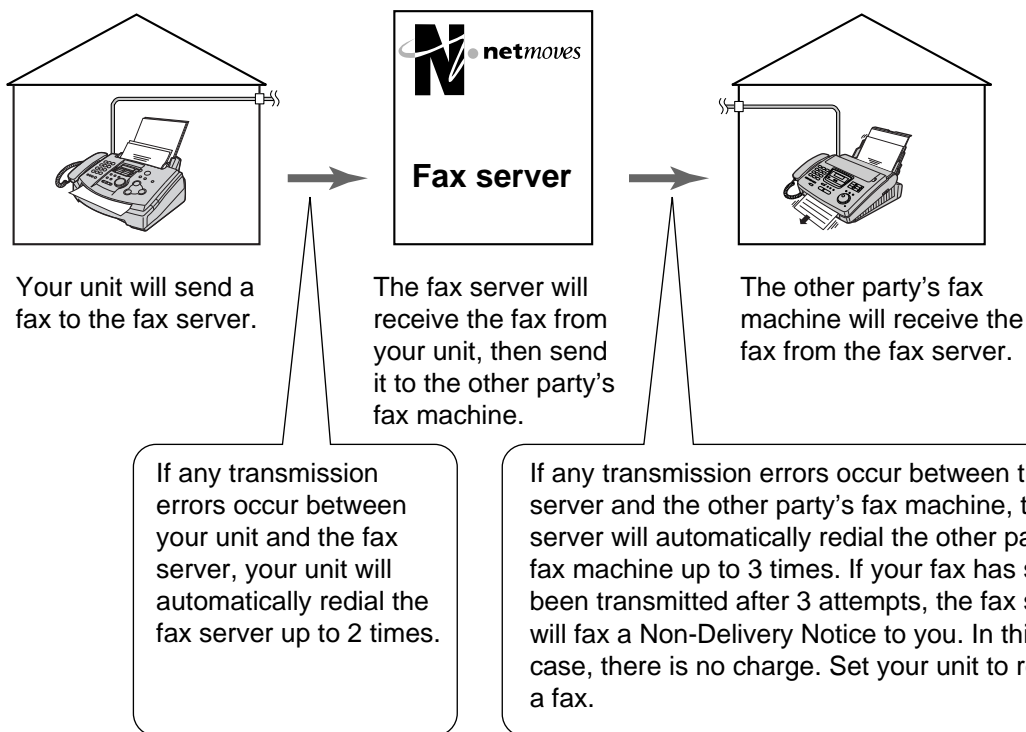 netmoves
Fax server
Your unit will send a
fax to the fax server.
The fax server will
receive the fax from
your unit, then send
it to the other party's
fax machine.
The other party's fax
machine will receive the
fax from the fax server.
If any transmission
errors occur between
your unit and the fax
server, your unit will
automatically redial the
fax server up to 2 times.
If any transmission errors occur between
server and the other party's fax machine,
server will automatically redial the other
fax machine up to 3 times. If your fax has
been transmitted after 3 attempts, the fax
will fax a Non-Delivery Notice to you. In
case, there is no charge. Set your unit to
a fax.